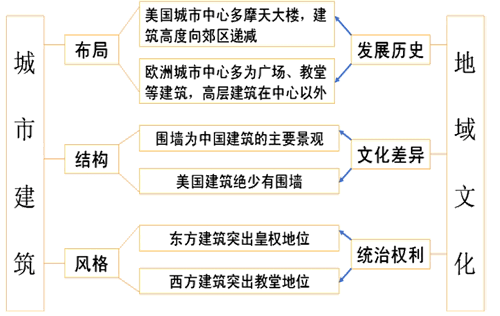 城市建筑
布局
美国城市中心多摩天大楼，建
筑高度向郊区递减
欧洲城市中心多为广场、教堂
等建筑，高层建筑在中心以外
发展历史
结构
围墙为中国建筑的主要景观
美国建筑绝少有围墙
文化差异
风格
东方建筑突出皇权地位
西方建筑突出教堂地位
统治权利
地域文化